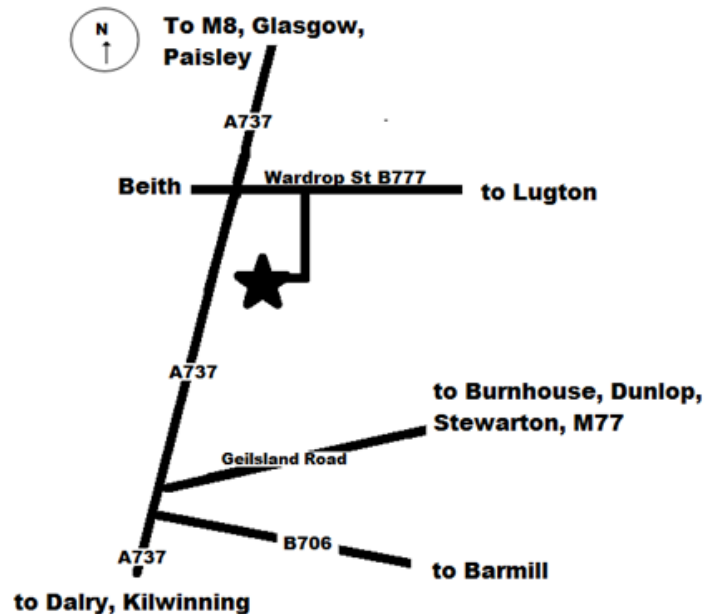 N
To M8, Glasgow,
Paisley
A737
Wardrop St B777
Beith
to Lugton
A737
to Burnhouse, Dunlop,
Stewarton, M77
Geilsland Road
B706
A737
to Barmill
to Dalry, Kilwinning